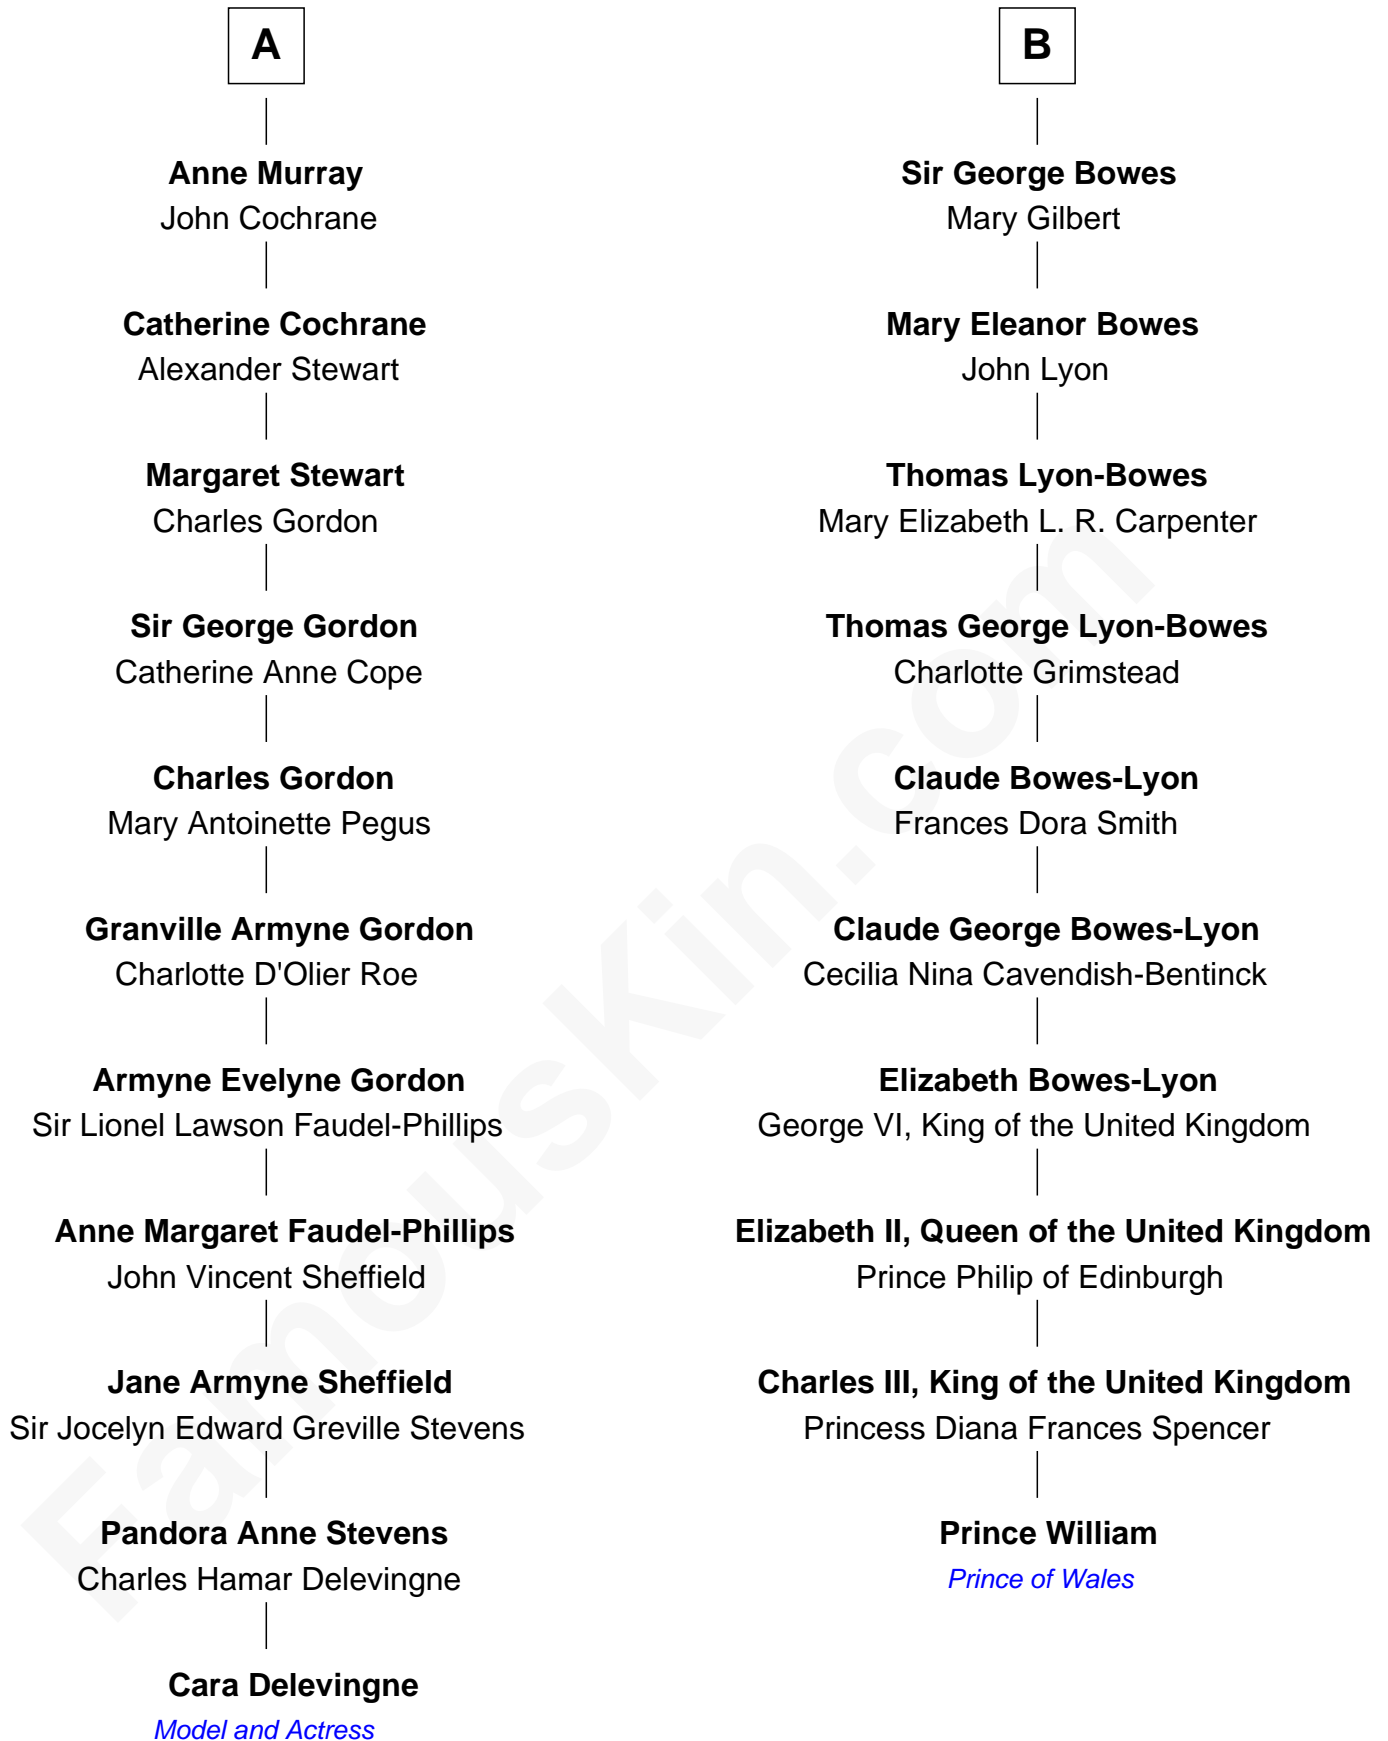 A
Anne Murray
John Cochrane
Catherine Cochrane
Alexander Stewart
Margaret Stewart
Charles Gordon
Sir George Gordon
Catherine Anne Cope
Charles Gordon
Mary Antoinette Pegus
Granville Armyne Gordon
Charlotte D'Olier Roe
Armyne Evelyne Gordon
Sir Lionel Lawson Faudel-Phillips
Anne Margaret Faudel-Phillips
John Vincent Sheffield
Jane Armyne Sheffield
Sir Jocelyn Edward Greville Stevens
Pandora Anne Stevens
Charles Hamar Delevingne
Cara Delevingne
Model and Actress
B
Sir George Bowes
Mary Gilbert
Mary Eleanor Bowes
John Lyon
Thomas Lyon-Bowes
Mary Elizabeth L. R. Carpenter
Thomas George Lyon-Bowes
Charlotte Grimstead
Claude Bowes-Lyon
Frances Dora Smith
Claude George Bowes-Lyon
Cecilia Nina Cavendish-Bentinck
Elizabeth Bowes-Lyon
George VI, King of the United Kingdom
Elizabeth II, Queen of the United Kingdom
Prince Philip of Edinburgh
Charles III, King of the United Kingdom
Princess Diana Frances Spencer
Prince William
Prince of Wales
FamousKin.com